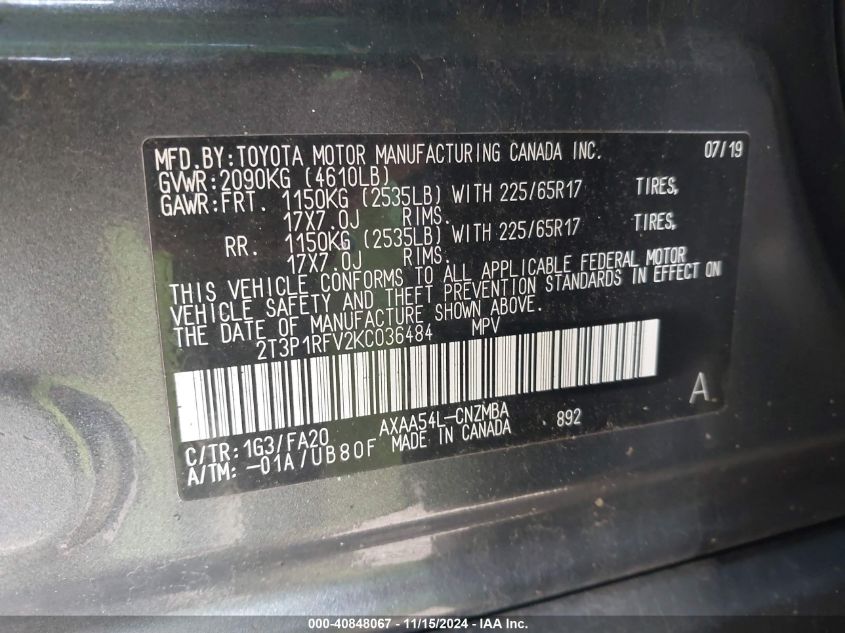 MFD.BY:TOYOTA MOTOR MANUFACTURING CANADA INC. 07/19
GVWR:2090KG (4610LB)
GAWR:FRT. 1150KG (2535LB) WITH 225/65R17 TIRES,
17X7.0J RIMS.
RR. 1150KG (2535LB) WITH 225/65R17 TIRES,
17X7.0J RIMS.
THIS VEHICLE CONFORMS TO ALL APPLICABLE FEDERAL MOTOR
VEHICLE SAFETY AND THEFT PREVENTION STANDARDS IN EFFECT ON
THE DATE OF MANUFACTURE SHOWN ABOVE.
2T3P1RFV2KC036484 MPV
A
C/TR:1G3/FA20 AXAA54L-CNZMBA 892
A/TM:-01A/UB80F MADE IN CANADA
000-40848067 - 11/15/2024 - IAAI.com